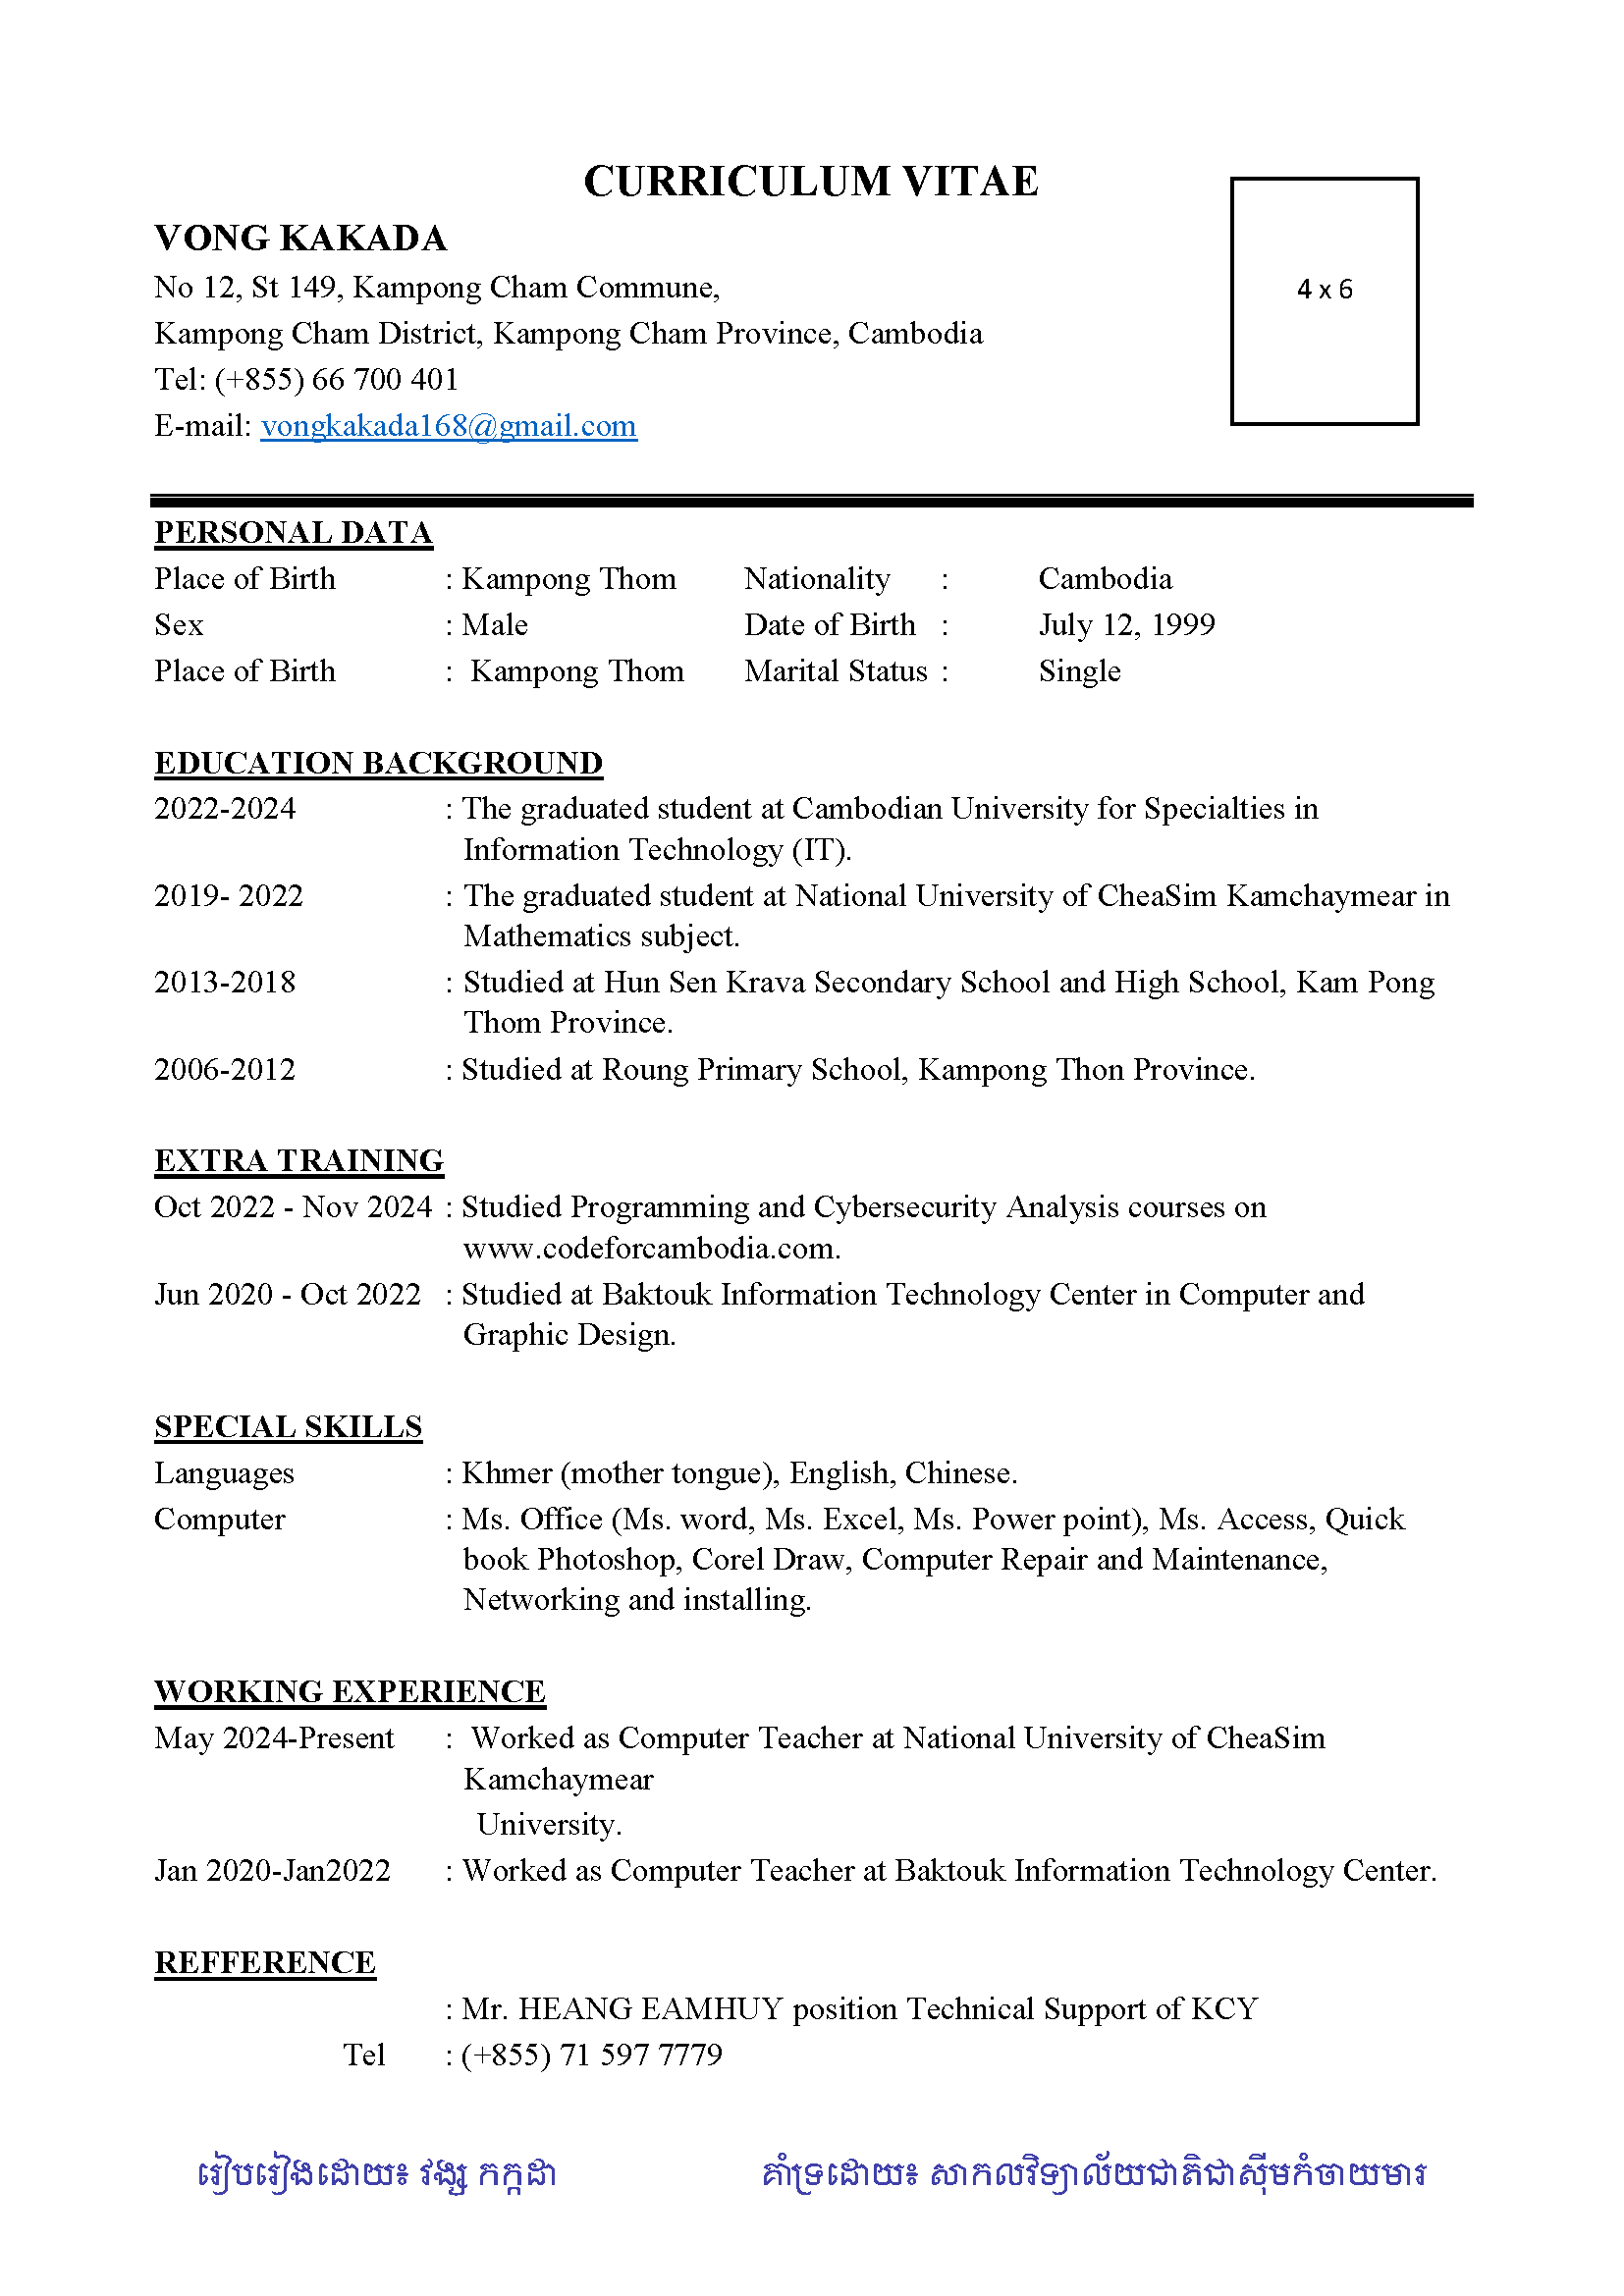 CURRICULUM VITAE
VONG KAKADA
No 12, St 149, Kampong Cham Commune,
Kampong Cham District, Kampong Cham Province, Cambodia
Tel: (+855) 66 700 401
E-mail: vongkakada168@gmail.com
4 x 6
PERSONAL DATA
Place of Birth : Kampong Thom Nationality : Cambodia
Sex : Male Date of Birth : July 12, 1999
Place of Birth : Kampong Thom Marital Status : Single
EDUCATION BACKGROUND
2022-2024 : The graduated student at Cambodian University for Specialties in
Information Technology (IT).
2019- 2022 : The graduated student at National University of CheaSim Kamchaymear in
Mathematics subject.
2013-2018 : Studied at Hun Sen Krava Secondary School and High School, Kam Pong
Thom Province.
2006-2012 : Studied at Roung Primary School, Kampong Thon Province.
EXTRA TRAINING
Oct 2022 - Nov 2024 : Studied Programming and Cybersecurity Analysis courses on
www.codeforcambodia.com.
Jun 2020 - Oct 2022 : Studied at Baktouk Information Technology Center in Computer and
Graphic Design.
SPECIAL SKILLS
Languages : Khmer (mother tongue), English, Chinese.
Computer : Ms. Office (Ms. word, Ms. Excel, Ms. Power point), Ms. Access, Quick
book Photoshop, Corel Draw, Computer Repair and Maintenance,
Networking and installing.
WORKING EXPERIENCE
May 2024-Present : Worked as Computer Teacher at National University of CheaSim
Kamchaymear
University.
Jan 2020-Jan2022 : Worked as Computer Teacher at Baktouk Information Technology Center.
REFFERENCE
: Mr. HEANG EAMHUY position Technical Support of KCY
Tel : (+855) 71 597 7779
រៀបរៀងដោយ៖ វង្ស កក្កដា គាំទ្រដោយ៖ សាកលវិទ្យាល័យជាតិជាស៊ីមកំចាយមារ